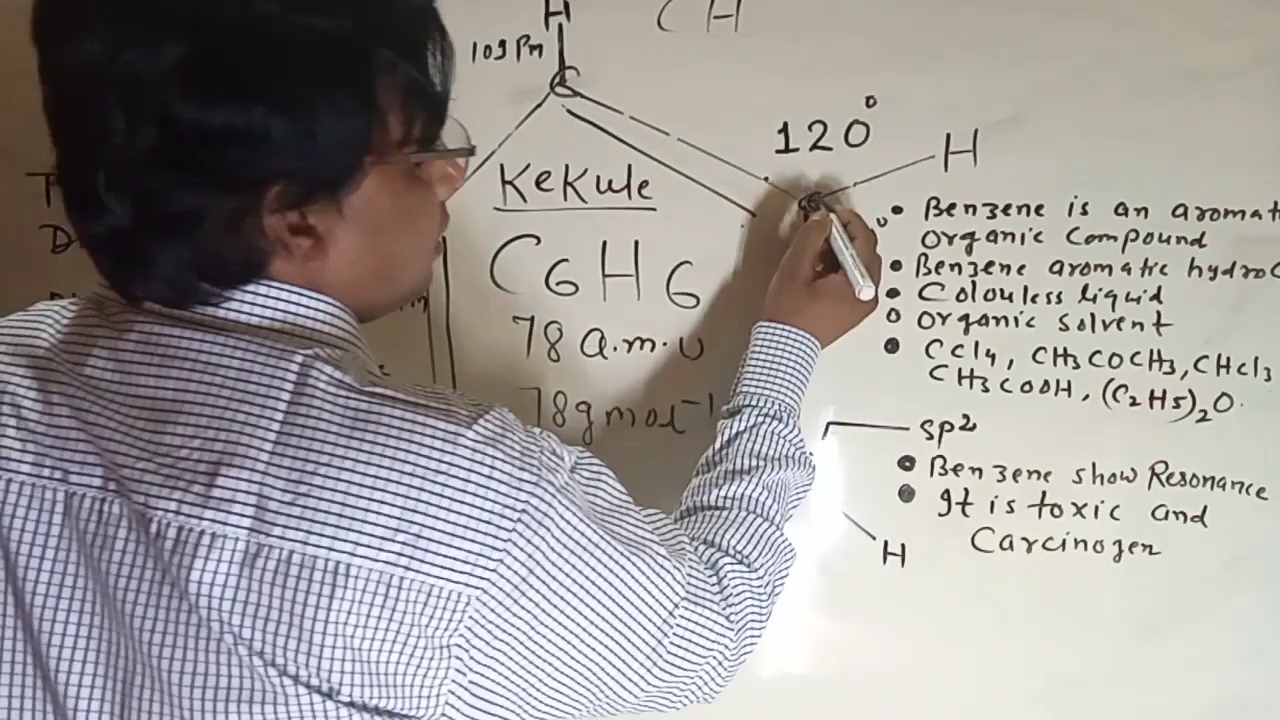 H
CH
109 Pm
C
120°
H
KeKule
C6H6
78 a.m.u
78gmol⁻¹
• Benzene is an aromat
organic compound
• Benzene aromatic hydroc
• Colouless liquid
• organic solvent
• CCl4, CH3COCH3, CHCl3
CH3COOH, (C2H5)2O.
sp²
• Benzene show Resonance
• It is toxic and
Carcinogen
H